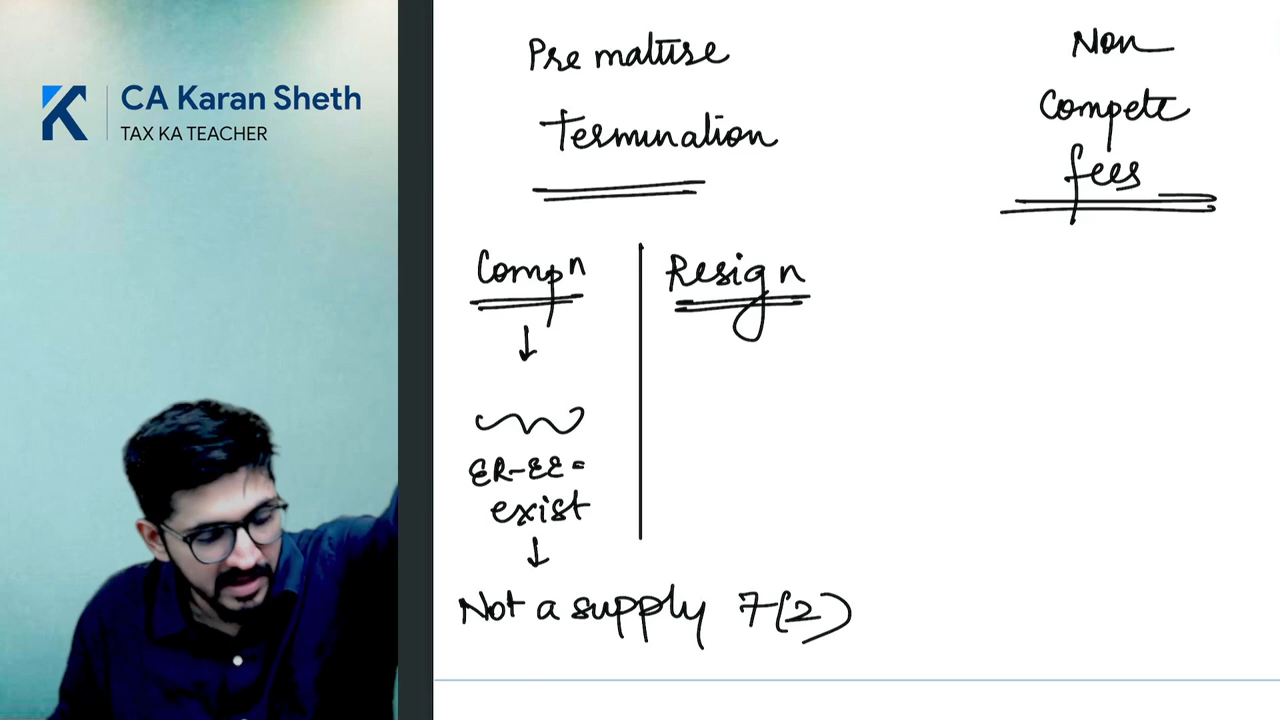 CA Karan Sheth
TAX KA TEACHER
Pre mature
Termination
Non
Compete
fees
Compn
Resign
ER-EE =
exist
Not a supply 7(2)